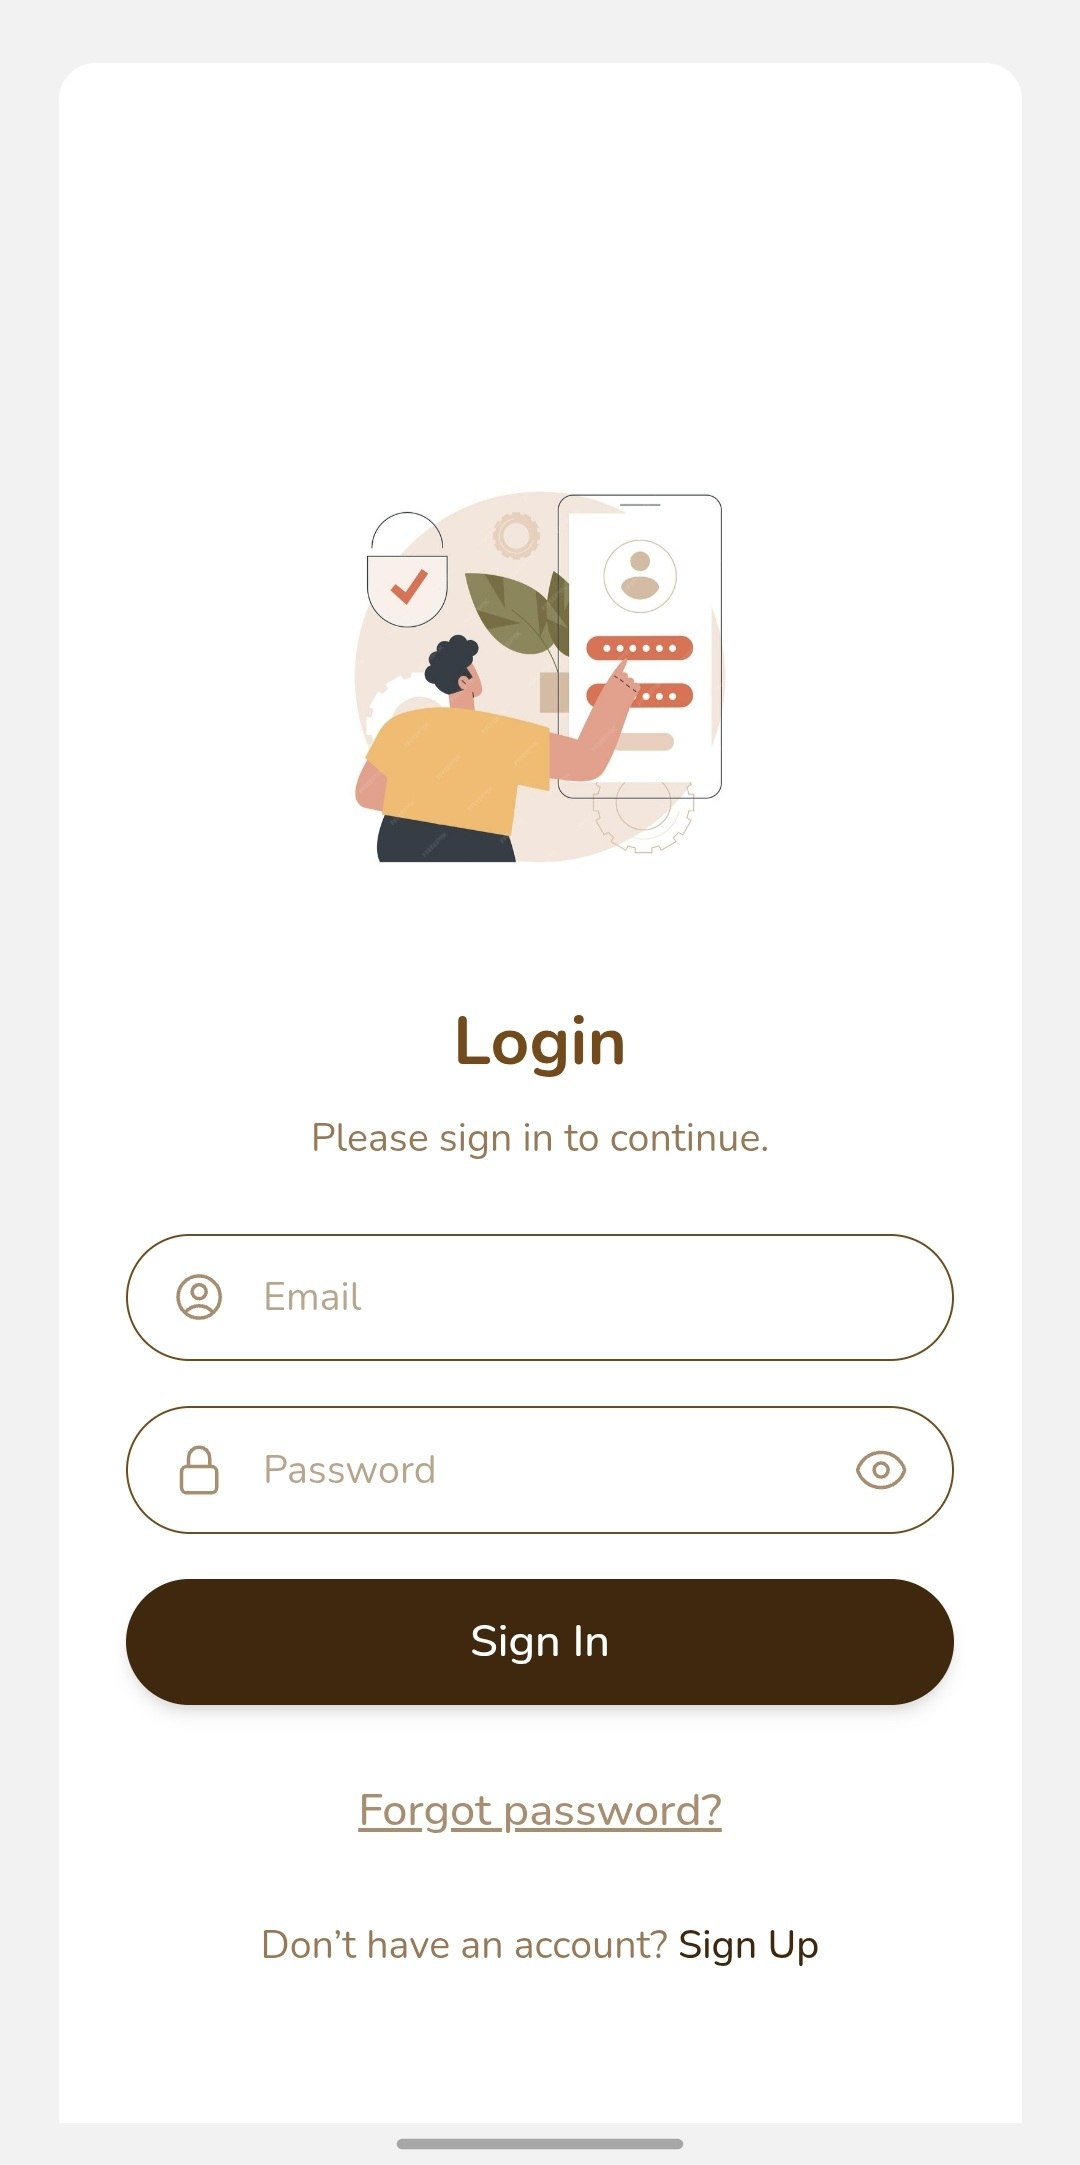 Login
Please sign in to continue.
Email
Password
Sign In
Forgot password?
Don’t have an account? Sign Up